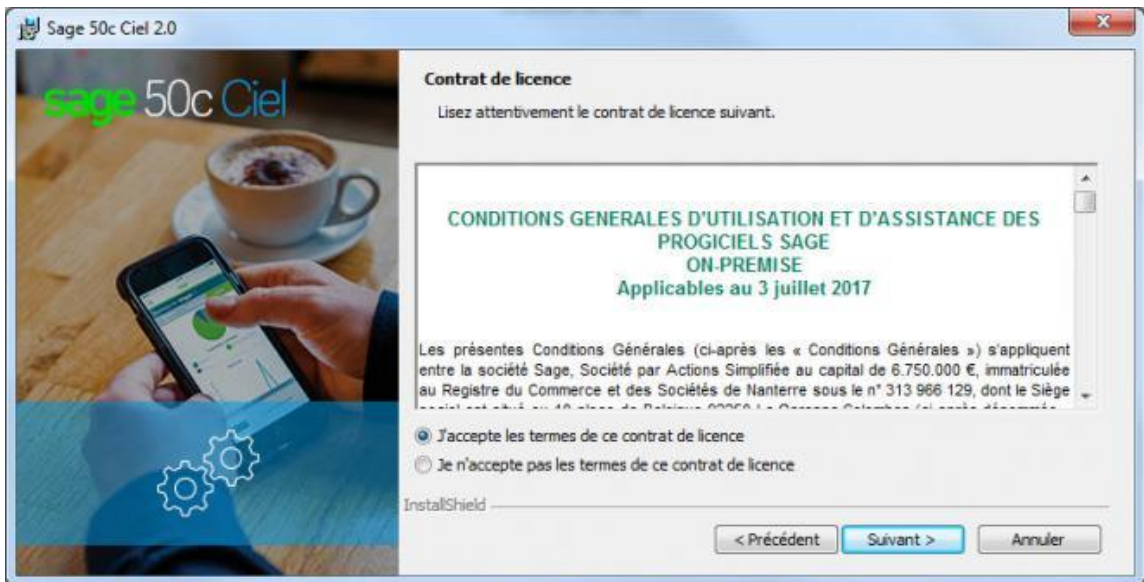 Sage 50c Ciel 2.0
sage 50c Ciel
Contrat de licence
Lisez attentivement le contrat de licence suivant.
CONDITIONS GENERALES D'UTILISATION ET D'ASSISTANCE DES
PROGICIELS SAGE
ON-PREMISE
Applicables au 3 juillet 2017
Les présentes Conditions Générales (ci-après les « Conditions Générales ») s'appliquent
entre la société Sage, Société par Actions Simplifiée au capital de 6.750.000 €, immatriculée
au Registre du Commerce et des Sociétés de Nanterre sous le n° 313 966 129, dont le Siège
J'accepte les termes de ce contrat de licence
Je n'accepte pas les termes de ce contrat de licence
InstallShield
< Précédent
Suivant >
Annuler